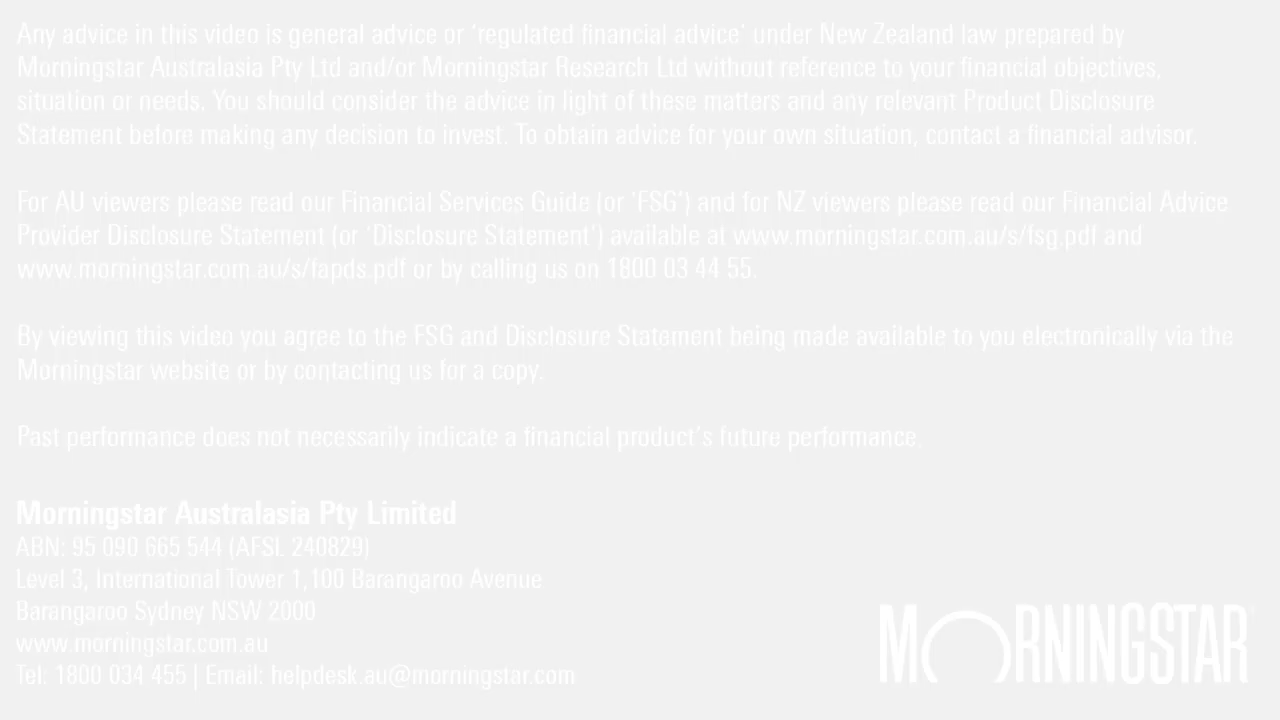 Any advice in this video is general advice or ‘regulated financial advice’ under New Zealand law prepared by
Morningstar Australasia Pty Ltd and/or Morningstar Research Ltd without reference to your financial objectives,
situation or needs. You should consider the advice in light of these matters and any relevant Product Disclosure
Statement before making any decision to invest. To obtain advice for your own situation, contact a financial advisor.
For AU viewers please read our Financial Services Guide (or ‘FSG’) and for NZ viewers please read our Financial Advice
Provider Disclosure Statement (or ‘Disclosure Statement’) available at www.morningstar.com.au/s/fsg.pdf and
www.morningstar.com.au/s/fapds.pdf or by calling us on 1800 03 44 55.
By viewing this video you agree to the FSG and Disclosure Statement being made available to you electronically via the
Morningstar website or by contacting us for a copy.
Past performance does not necessarily indicate a financial product’s future performance.
Morningstar Australasia Pty Limited
ABN: 95 090 665 544 (AFSL 240829)
Level 3, International Tower 1,100 Barangaroo Avenue
Barangaroo Sydney NSW 2000
www.morningstar.com.au
Tel: 1800 034 455 | Email: helpdesk.au@morningstar.com
MORNINGSTAR